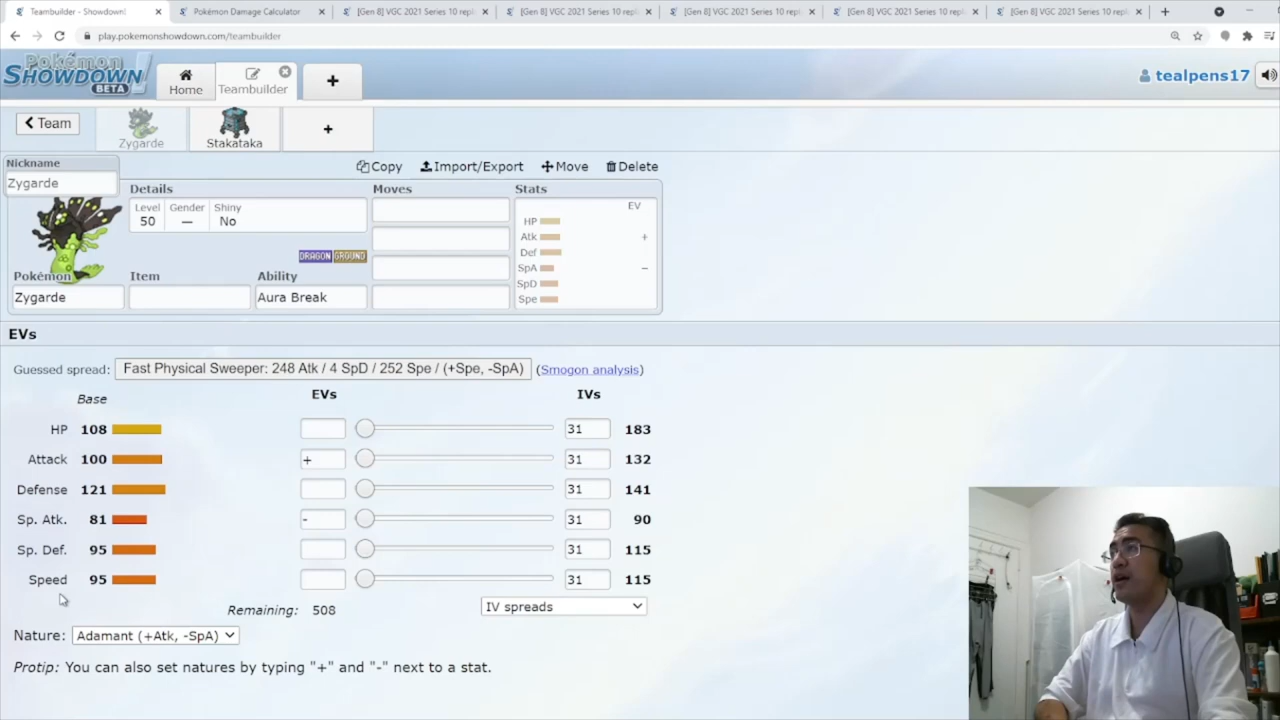 Teambuilder - Showdown!
Pokémon Damage Calculator
[Gen 8] VGC 2021 Series 10 repl
[Gen 8] VGC 2021 Series 10 repl
[Gen 8] VGC 2021 Series 10 repl
[Gen 8] VGC 2021 Series 10 repl
[Gen 8] VGC 2021 Series 10 repl
play.pokemonshowdown.com/teambuilder
Pokémon
SHOWDOWN!
BETA
Home
Teambuilder
tealpens17
Team
Zygarde
Stakataka
Nickname
Zygarde
Copy
Import/Export
Move
Delete
Details
Level Gender Shiny
50 — No
DRAGON GROUND
Pokémon
Zygarde
Item
Ability
Aura Break
Moves
Stats
EV
HP
Atk +
Def
SpA −
SpD
Spe
EVs
Guessed spread: Fast Physical Sweeper: 248 Atk / 4 SpD / 252 Spe / (+Spe, -SpA) (Smogon analysis)
Base EVs IVs
HP 108 31 183
Attack 100 + 31 132
Defense 121 31 141
Sp. Atk. 81 - 31 90
Sp. Def. 95 31 115
Speed 95 31 115
Remaining: 508 IV spreads
Nature: Adamant (+Atk, -SpA)
Protip: You can also set natures by typing "+" and "-" next to a stat.